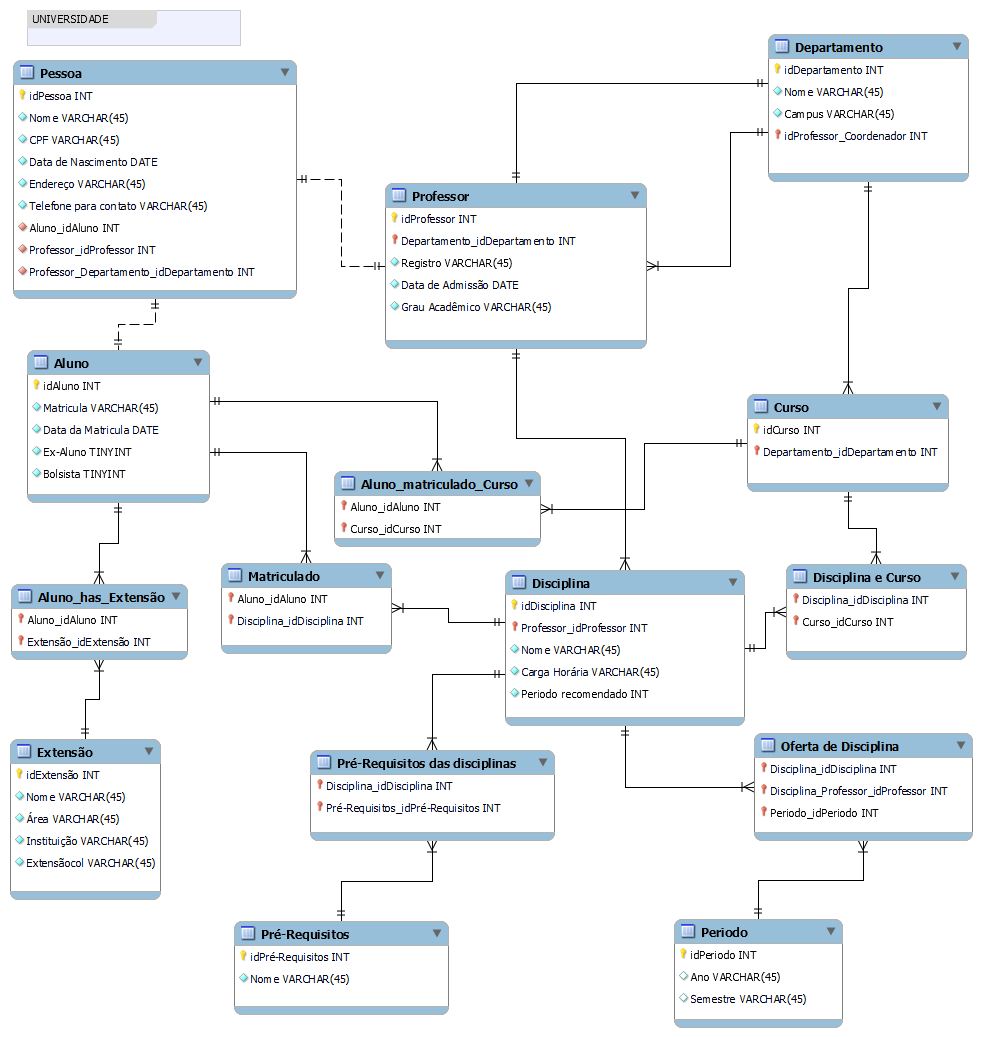 UNIVERSIDADE
Pessoa
idPessoa INT
Nome VARCHAR(45)
CPF VARCHAR(45)
Data de Nascimento DATE
Endereço VARCHAR(45)
Telefone para contato VARCHAR(45)
Aluno_idAluno INT
Professor_idProfessor INT
Professor_Departamento_idDepartamento INT
Departamento
idDepartamento INT
Nome VARCHAR(45)
Campus VARCHAR(45)
idProfessor_Coordenador INT
Professor
idProfessor INT
Departamento_idDepartamento INT
Registro VARCHAR(45)
Data de Admissão DATE
Grau Acadêmico VARCHAR(45)
Aluno
idAluno INT
Matricula VARCHAR(45)
Data da Matricula DATE
Ex-Aluno TINYINT
Bolsista TINYINT
Curso
idCurso INT
Departamento_idDepartamento INT
Aluno_matriculado_Curso
Aluno_idAluno INT
Curso_idCurso INT
Matriculado
Aluno_idAluno INT
Disciplina_idDisciplina INT
Disciplina
idDisciplina INT
Professor_idProfessor INT
Nome VARCHAR(45)
Carga Horária VARCHAR(45)
Periodo recomendado INT
Disciplina e Curso
Disciplina_idDisciplina INT
Curso_idCurso INT
Aluno_has_Extensão
Aluno_idAluno INT
Extensão_idExtensão INT
Extensão
idExtensão INT
Nome VARCHAR(45)
Área VARCHAR(45)
Instituição VARCHAR(45)
Extensãocol VARCHAR(45)
Pré-Requisitos das disciplinas
Disciplina_idDisciplina INT
Pré-Requisitos_idPré-Requisitos INT
Oferta de Disciplina
Disciplina_idDisciplina INT
Disciplina_Professor_idProfessor INT
Periodo_idPeriodo INT
Pré-Requisitos
idPré-Requisitos INT
Nome VARCHAR(45)
Periodo
idPeriodo INT
Ano VARCHAR(45)
Semestre VARCHAR(45)